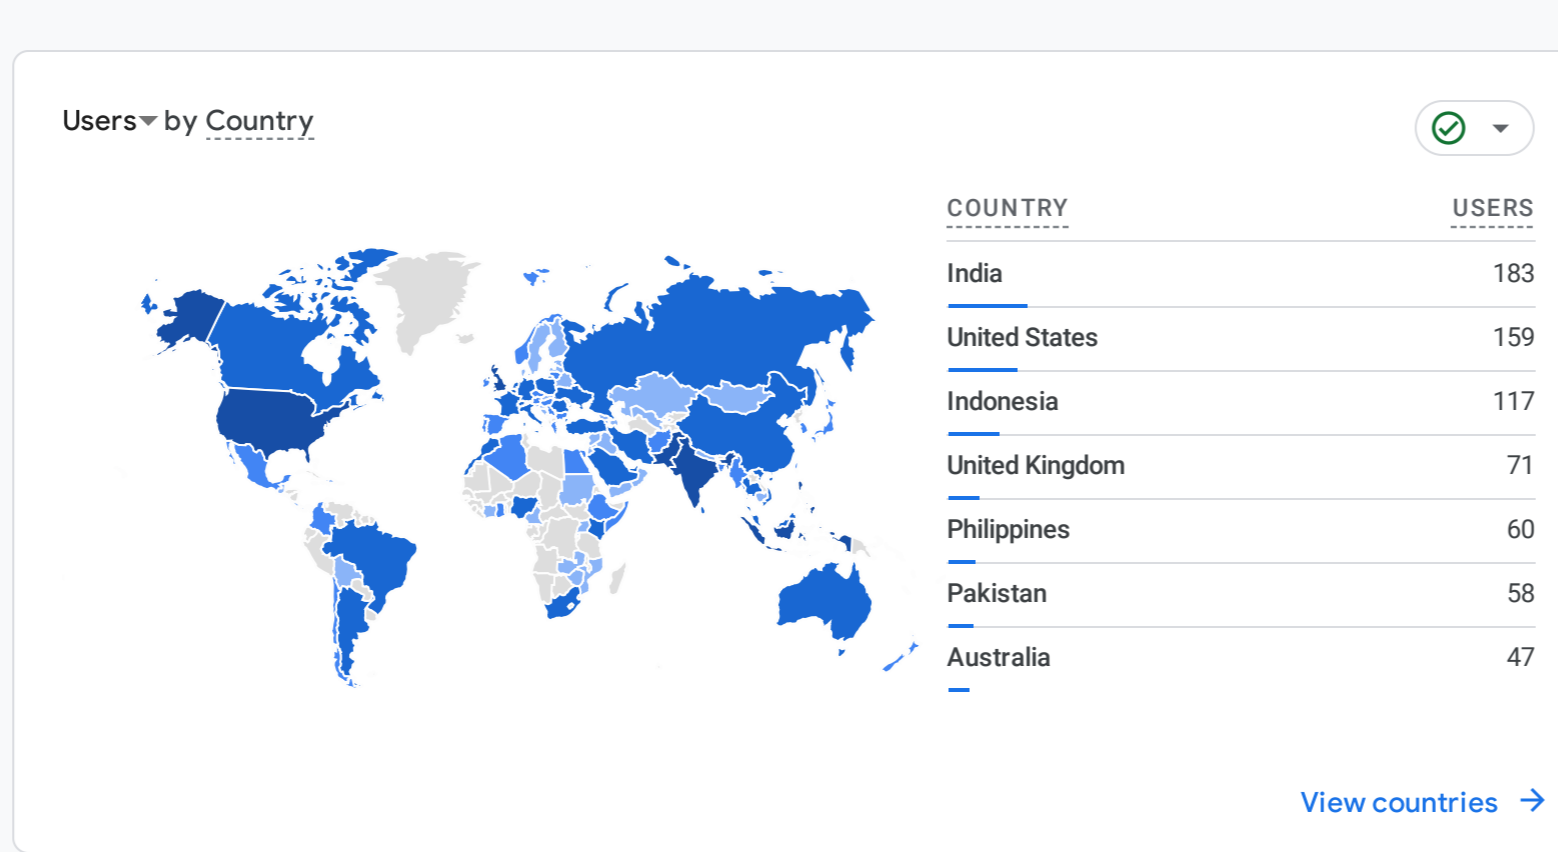 Users by Country
COUNTRY USERS
India 183
United States 159
Indonesia 117
United Kingdom 71
Philippines 60
Pakistan 58
Australia 47
View countries